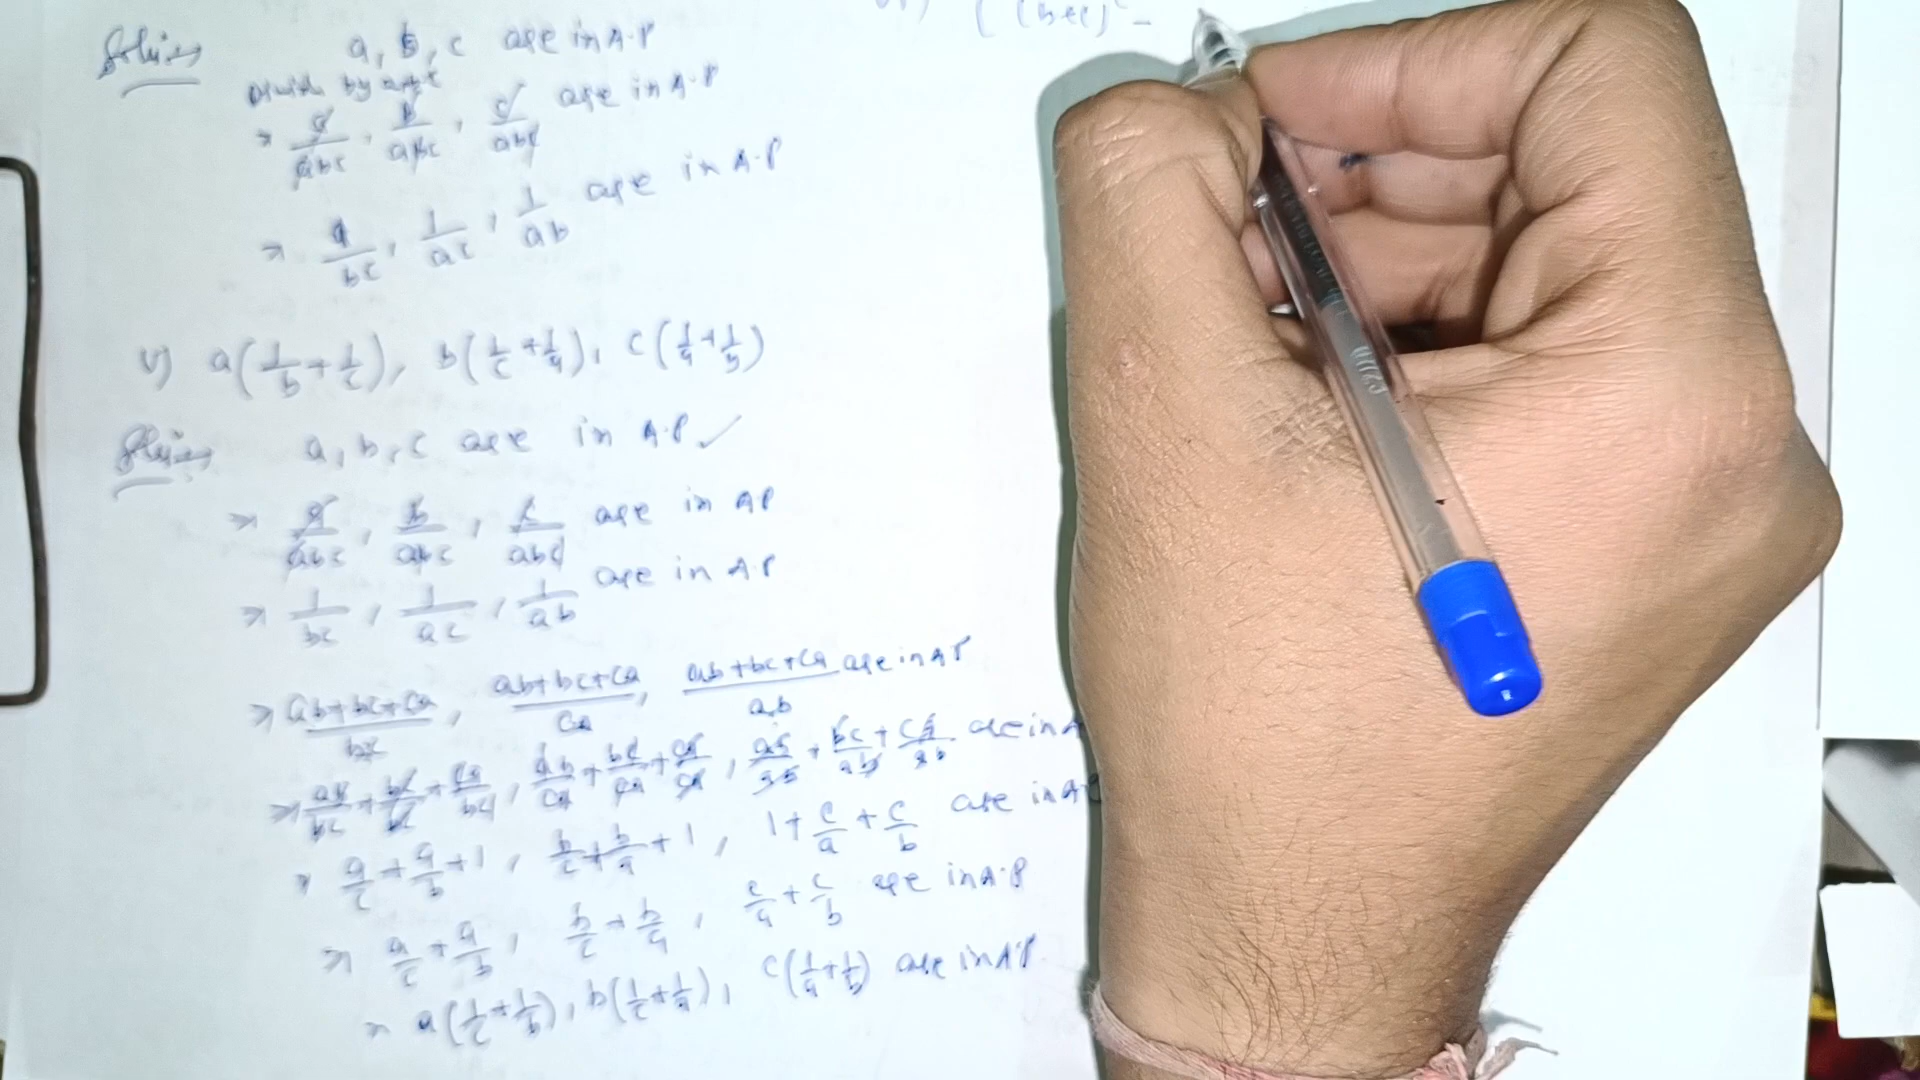 Soluis
a, b, c are in A.P
by
⇒ a/abc, b/abc, c/abc are in A.P
⇒ 1/bc, 1/ac, 1/ab are in A.P
v) a(1/b+1/c), b(1/c+1/a), c(1/a+1/b)
a, b, c are in A.P ✓
⇒ a/abc, b/abc, c/abc are in AP
⇒ 1/bc, 1/ac, 1/ab are in A.P
⇒ ab+bc+ca/bc, ab+bc+ca/ca, ab+bc+ca/ab are in AP
⇒ ab/bc+bc/bc+ca/bc, ab/ca+bc/ca+ca/ca, ab/ab+bc/ab+ca/ab are in A
⇒ a/c+a/b+1, b/c+b/a+1, 1+c/a+c/b are in AP
⇒ a/c+a/b, b/c+b/a, c/a+c/b are in A.P
⇒ a(1/c+1/b), b(1/c+1/a), c(1/a+1/b) are in A.P.